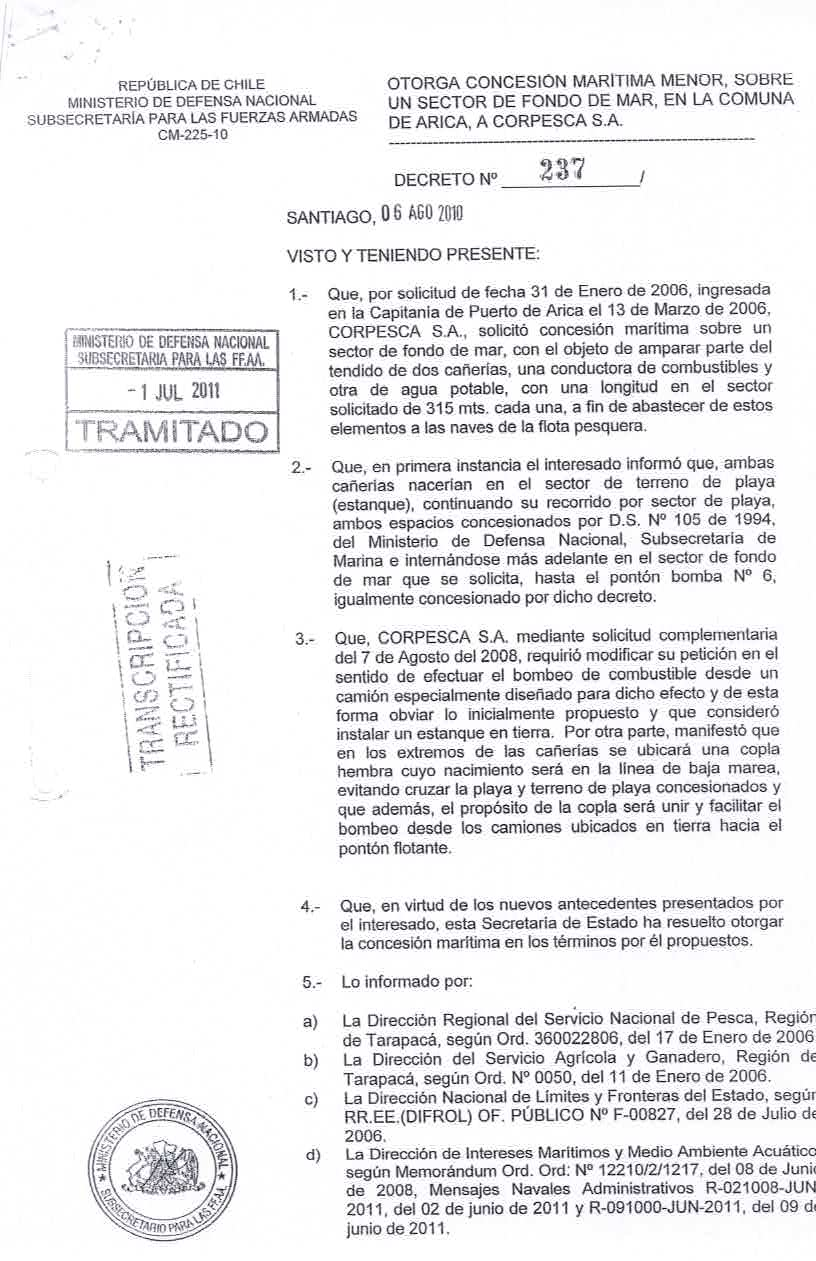 REPÚBLICA DE CHILE
MINISTERIO DE DEFENSA NACIONAL
SUBSECRETARÍA PARA LAS FUERZAS ARMADAS
CM-225-10
OTORGA CONCESIÓN MARÍTIMA MENOR, SOBRE
UN SECTOR DE FONDO DE MAR, EN LA COMUNA
DE ARICA, A CORPESCA S.A.
DECRETO Nº 237 /
SANTIAGO, 06 AGO 2010
VISTO Y TENIENDO PRESENTE:
1.- Que, por solicitud de fecha 31 de Enero de 2006, ingresada
en la Capitanía de Puerto de Arica el 13 de Marzo de 2006,
CORPESCA S.A., solicitó concesión marítima sobre un
sector de fondo de mar, con el objeto de amparar parte del
tendido de dos cañerías, una conductora de combustibles y
otra de agua potable, con una longitud en el sector
solicitado de 315 mts. cada una, a fin de abastecer de estos
elementos a las naves de la flota pesquera.
MINISTERIO DE DEFENSA NACIONAL
SUBSECRETARIA PARA LAS FF.AA.
- 1 JUL 2011
TRAMITADO
2.- Que, en primera instancia el interesado informó que, ambas
cañerías nacerían en el sector de terreno de playa
(estanque), continuando su recorrido por sector de playa,
ambos espacios concesionados por D.S. Nº 105 de 1994,
del Ministerio de Defensa Nacional, Subsecretaría de
Marina e internándose más adelante en el sector de fondo
de mar que se solicita, hasta el pontón bomba Nº 6,
igualmente concesionado por dicho decreto.
TRANSCRIPCION
RECTIFICADA
3.- Que, CORPESCA S.A. mediante solicitud complementaria
del 7 de Agosto del 2008, requirió modificar su petición en el
sentido de efectuar el bombeo de combustible desde un
camión especialmente diseñado para dicho efecto y de esta
forma obviar lo inicialmente propuesto y que consideró
instalar un estanque en tierra. Por otra parte, manifestó que
en los extremos de las cañerías se ubicará una copla
hembra cuyo nacimiento será en la línea de baja marea,
evitando cruzar la playa y terreno de playa concesionados y
que además, el propósito de la copla será unir y facilitar el
bombeo desde los camiones ubicados en tierra hacia el
pontón flotante.
4.- Que, en virtud de los nuevos antecedentes presentados por
el interesado, esta Secretaría de Estado ha resuelto otorgar
la concesión marítima en los términos por él propuestos.
5.- Lo informado por:
a) La Dirección Regional del Servicio Nacional de Pesca, Región
de Tarapacá, según Ord. 360022806, del 17 de Enero de 2006
b) La Dirección del Servicio Agrícola y Ganadero, Región de
Tarapacá, según Ord. Nº 0050, del 11 de Enero de 2006.
c) La Dirección Nacional de Límites y Fronteras del Estado, según
RR.EE.(DIFROL) OF. PÚBLICO Nº F-00827, del 28 de Julio de
2006.
d) La Dirección de Intereses Marítimos y Medio Ambiente Acuático
según Memorándum Ord. Ord: Nº 12210/2/1217, del 08 de Junio
de 2008, Mensajes Navales Administrativos R-021008-JUN
2011, del 02 de junio de 2011 y R-091000-JUN-2011, del 09 de
junio de 2011.
MINISTERIO DE DEFENSA NACIONAL
SUBSECRETARIO PARA LAS FF.AA.